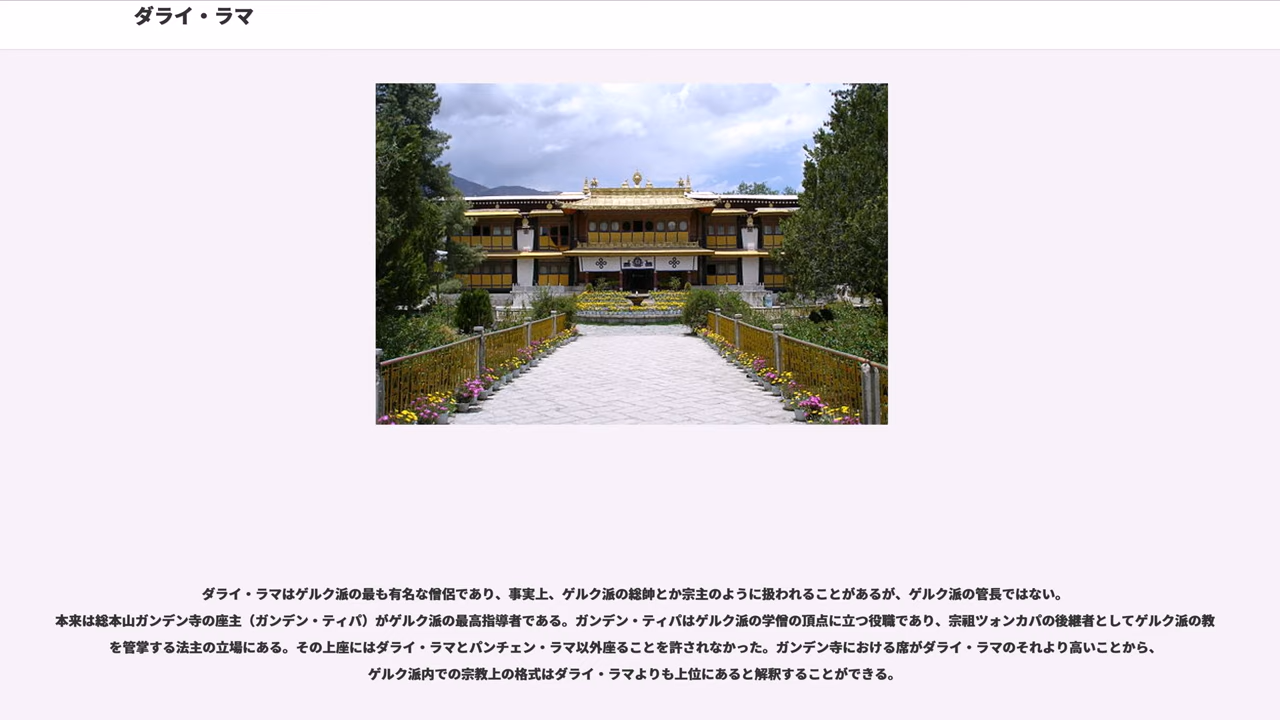 ダライ・ラマ
ダライ・ラマはゲルク派の最も有名な僧侶であり、事実上、ゲルク派の総帥とか宗主のように扱われることがあるが、ゲルク派の管長ではない。
本来は総本山ガンデン寺の座主（ガンデン・ティパ）がゲルク派の最高指導者である。ガンデン・ティパはゲルク派の学僧の頂点に立つ役職であり、宗祖ツォンカパの後継者としてゲルク派の教
を管掌する法主の立場にある。その上座にはダライ・ラマとパンチェン・ラマ以外座ることを許されなかった。ガンデン寺における席がダライ・ラマのそれより高いことから、
ゲルク派内での宗教上の格式はダライ・ラマよりも上位にあると解釈することができる。